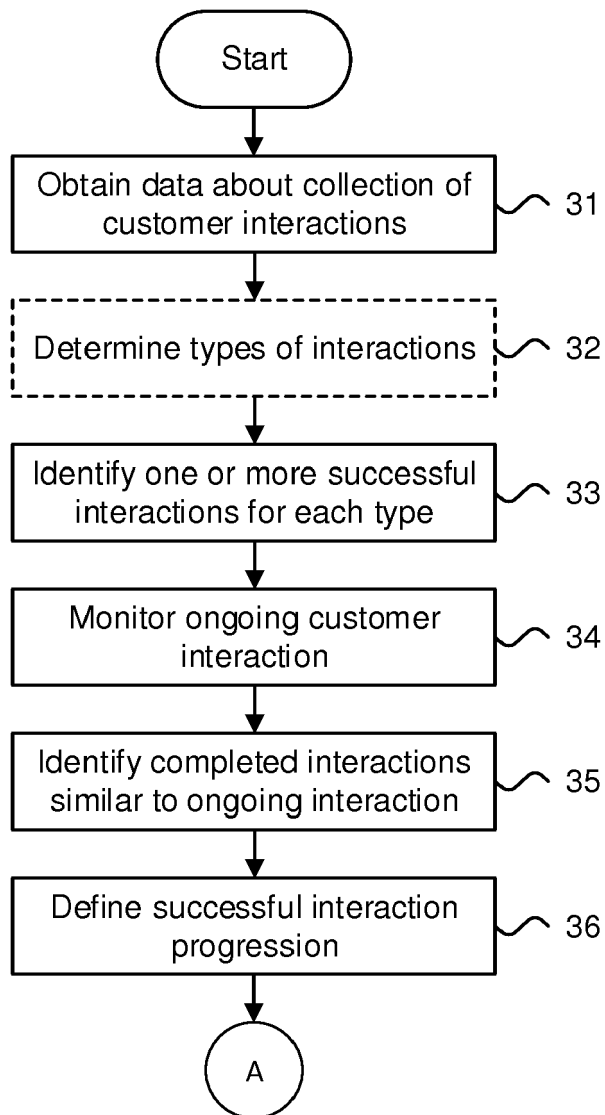 Start
Obtain data about collection of
customer interactions
31
Determine types of interactions
32
Identify one or more successful
interactions for each type
33
Monitor ongoing customer
interaction
34
Identify completed interactions
similar to ongoing interaction
35
Define successful interaction
progression
36
A